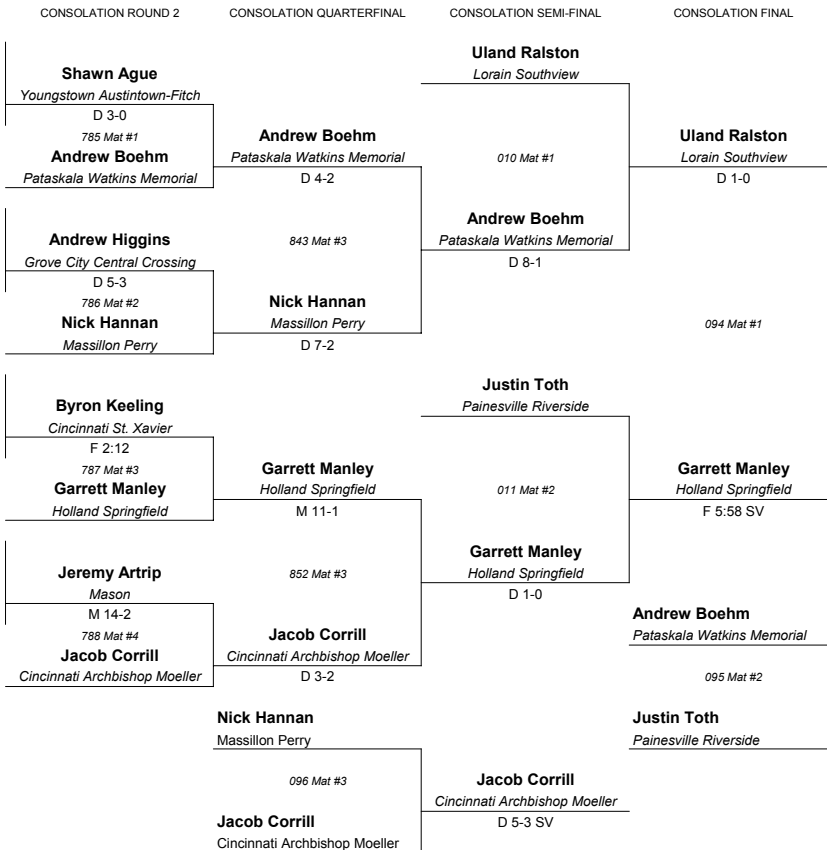 CONSOLATION ROUND 2
CONSOLATION QUARTERFINAL
CONSOLATION SEMI-FINAL
CONSOLATION FINAL
Shawn Ague
Youngstown Austintown-Fitch
D 3-0
785 Mat #1
Andrew Boehm
Pataskala Watkins Memorial
Andrew Higgins
Grove City Central Crossing
D 5-3
786 Mat #2
Nick Hannan
Massillon Perry
Byron Keeling
Cincinnati St. Xavier
F 2:12
787 Mat #3
Garrett Manley
Holland Springfield
Jeremy Artrip
Mason
M 14-2
788 Mat #4
Jacob Corrill
Cincinnati Archbishop Moeller
Andrew Boehm
Pataskala Watkins Memorial
D 4-2
843 Mat #3
Nick Hannan
Massillon Perry
D 7-2
Garrett Manley
Holland Springfield
M 11-1
852 Mat #3
Jacob Corrill
Cincinnati Archbishop Moeller
D 3-2
Nick Hannan
Massillon Perry
096 Mat #3
Jacob Corrill
Cincinnati Archbishop Moeller
Uland Ralston
Lorain Southview
010 Mat #1
Andrew Boehm
Pataskala Watkins Memorial
D 8-1
Justin Toth
Painesville Riverside
011 Mat #2
Garrett Manley
Holland Springfield
D 1-0
Jacob Corrill
Cincinnati Archbishop Moeller
D 5-3 SV
Uland Ralston
Lorain Southview
D 1-0
094 Mat #1
Garrett Manley
Holland Springfield
F 5:58 SV
Andrew Boehm
Pataskala Watkins Memorial
095 Mat #2
Justin Toth
Painesville Riverside